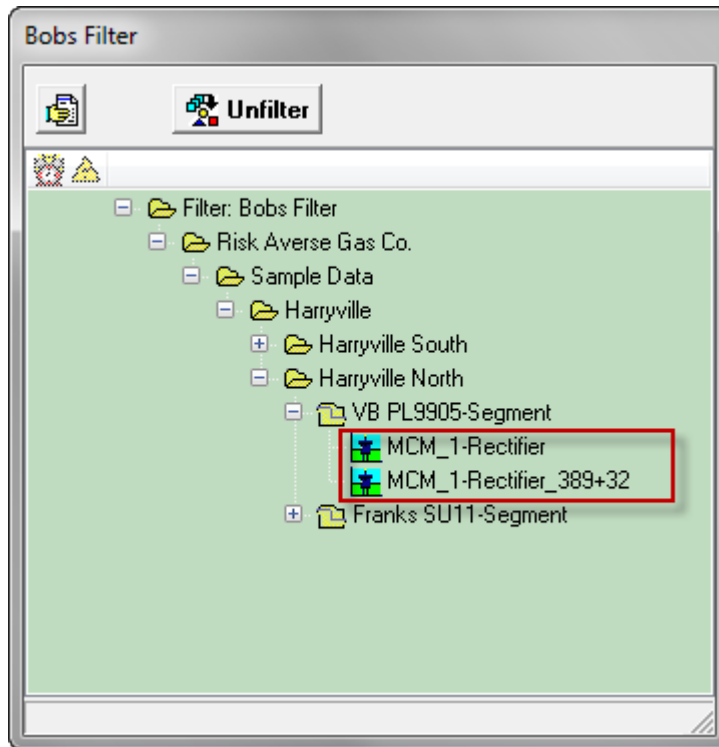 Bobs Filter
Unfilter
Filter: Bobs Filter
Risk Averse Gas Co.
Sample Data
Harryville
Harryville South
Harryville North
VB PL9905-Segment
MCM_1-Rectifier
MCM_1-Rectifier_389+32
Franks SU11-Segment